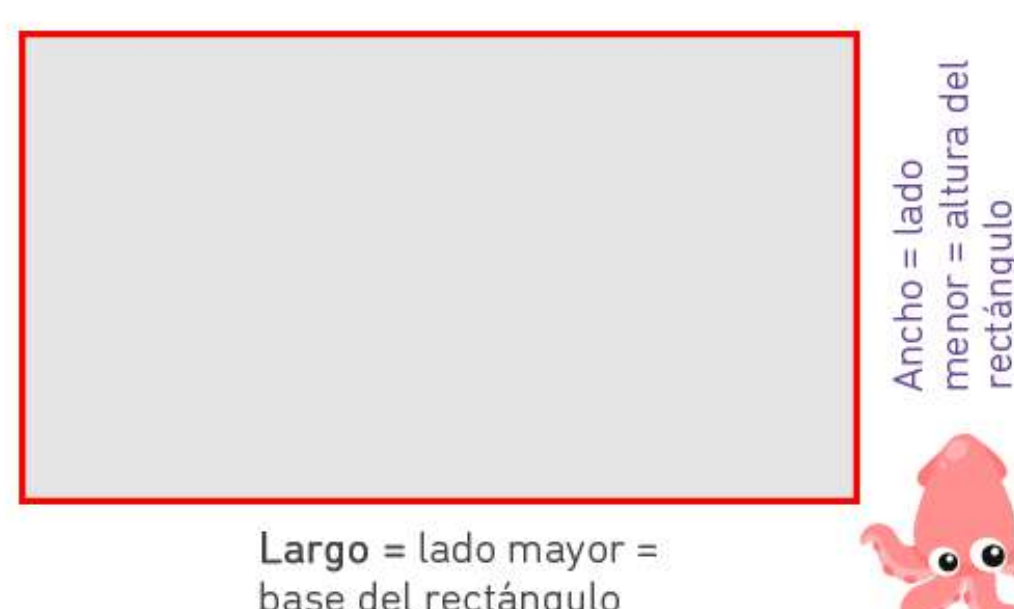 Ancho = lado
menor = altura del
rectángulo
Largo = lado mayor =
base del rectángulo